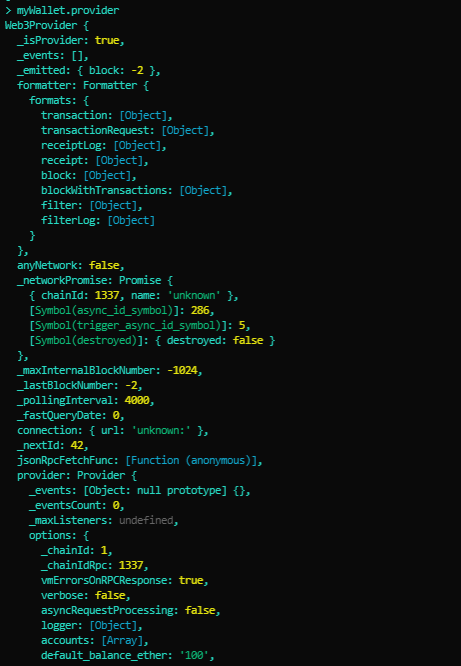 > myWallet.provider
Web3Provider {
  _isProvider: true,
  _events: [],
  _emitted: { block: -2 },
  formatter: Formatter {
    formats: {
      transaction: [Object],
      transactionRequest: [Object],
      receiptLog: [Object],
      receipt: [Object],
      block: [Object],
      blockWithTransactions: [Object],
      filter: [Object],
      filterLog: [Object]
    }
  },
  anyNetwork: false,
  _networkPromise: Promise {
    { chainId: 1337, name: 'unknown' },
    [Symbol(async_id_symbol)]: 286,
    [Symbol(trigger_async_id_symbol)]: 5,
    [Symbol(destroyed)]: { destroyed: false }
  },
  _maxInternalBlockNumber: -1024,
  _lastBlockNumber: -2,
  _pollingInterval: 4000,
  _fastQueryDate: 0,
  connection: { url: 'unknown:' },
  _nextId: 42,
  jsonRpcFetchFunc: [Function (anonymous)],
  provider: Provider {
    _events: [Object: null prototype] {},
    _eventsCount: 0,
    _maxListeners: undefined,
    options: {
      _chainId: 1,
      _chainIdRpc: 1337,
      vmErrorsOnRPCResponse: true,
      verbose: false,
      asyncRequestProcessing: false,
      logger: [Object],
      accounts: [Array],
      default_balance_ether: '100',